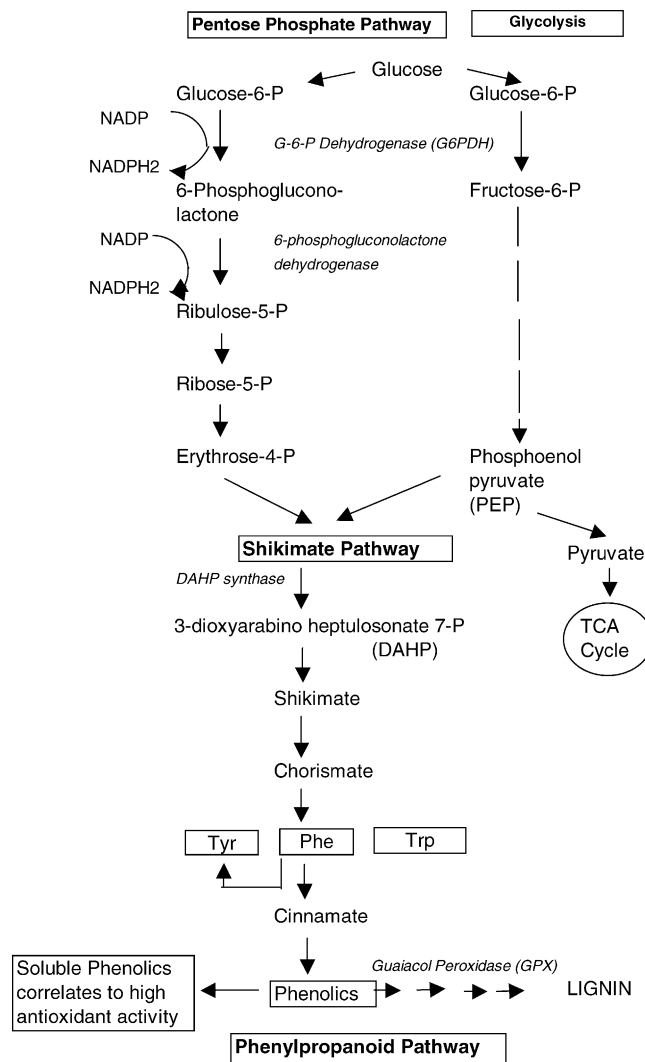 Pentose Phosphate Pathway
Glycolysis
Glucose
Glucose-6-P
Glucose-6-P
NADP
G-6-P Dehydrogenase (G6PDH)
NADPH2
6-Phosphoglucono-
lactone
Fructose-6-P
NADP
6-phosphogluconolactone
dehydrogenase
NADPH2
Ribulose-5-P
Ribose-5-P
Erythrose-4-P
Phosphoenol
pyruvate
(PEP)
Shikimate Pathway
Pyruvate
DAHP synthase
3-dioxyarabino heptulosonate 7-P
(DAHP)
TCA
Cycle
Shikimate
Chorismate
Tyr
Phe
Trp
Cinnamate
Soluble Phenolics
correlates to high
antioxidant activity
Phenolics
Guaiacol Peroxidase (GPX)
LIGNIN
Phenylpropanoid Pathway